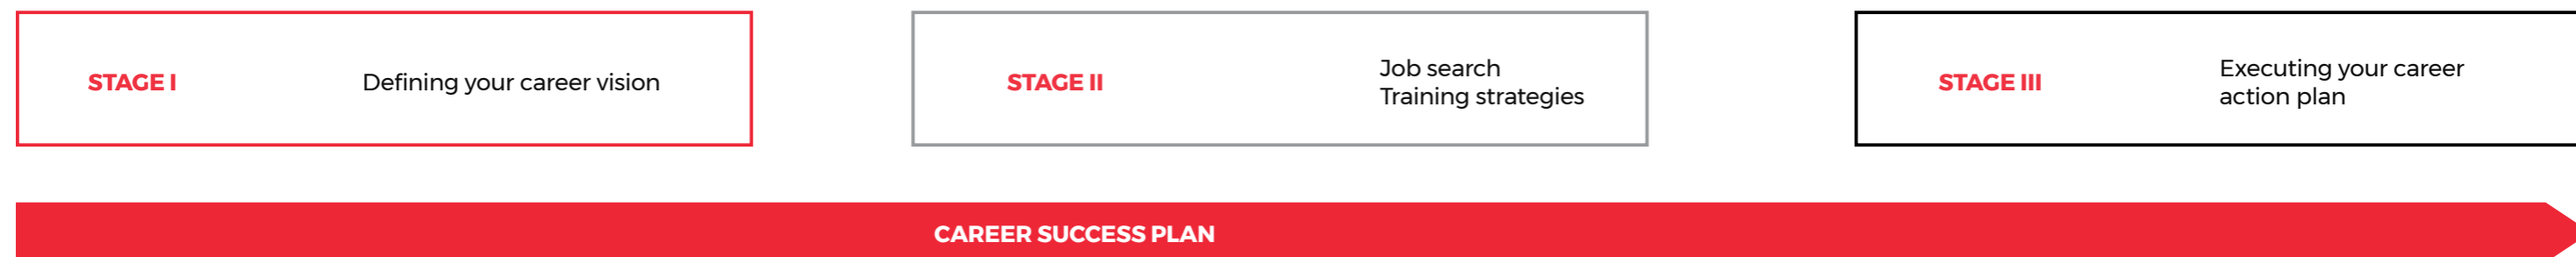 STAGE I
Defining your career vision
STAGE II
Job search
Training strategies
STAGE III
Executing your career
action plan
CAREER SUCCESS PLAN